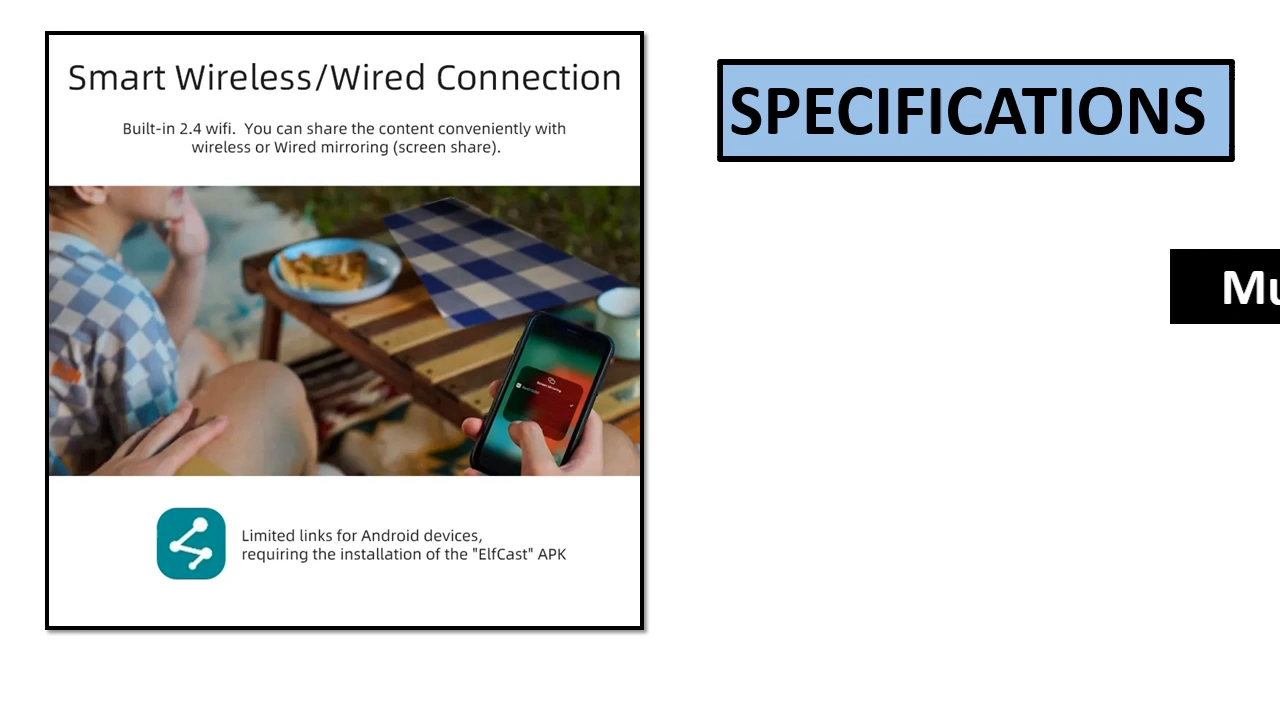 Smart Wireless/Wired Connection
Built-in 2.4 wifi. You can share the content conveniently with
wireless or Wired mirroring (screen share).
Limited links for Android devices,
requiring the installation of the "ElfCast" APK
SPECIFICATIONS